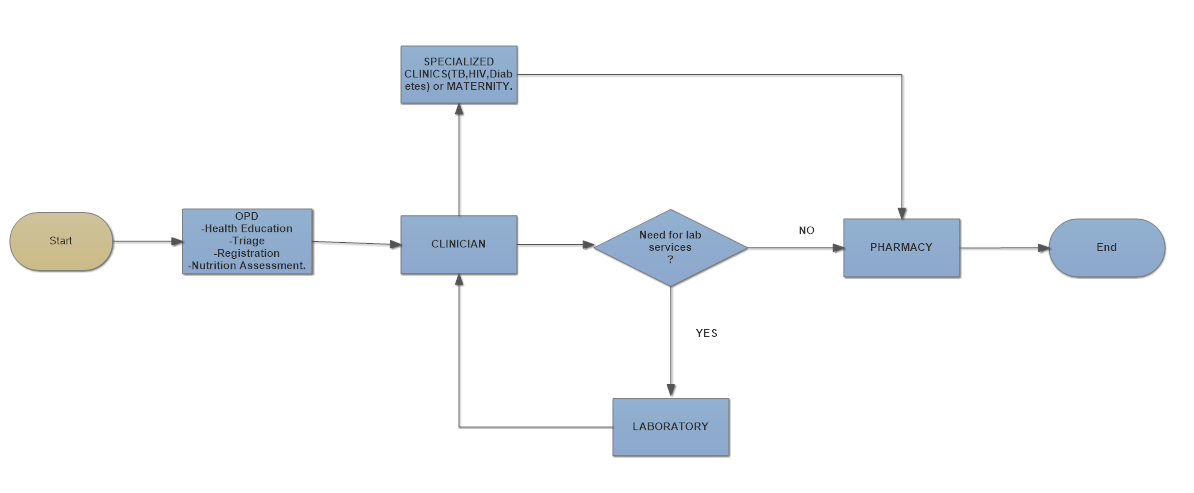 SPECIALIZED
CLINICS(TB,HIV,Diab
etes) or MATERNITY.
Start
OPD
-Health Education
-Triage
-Registration
-Nutrition Assessment.
CLINICIAN
Need for lab
services
?
NO
PHARMACY
End
YES
LABORATORY